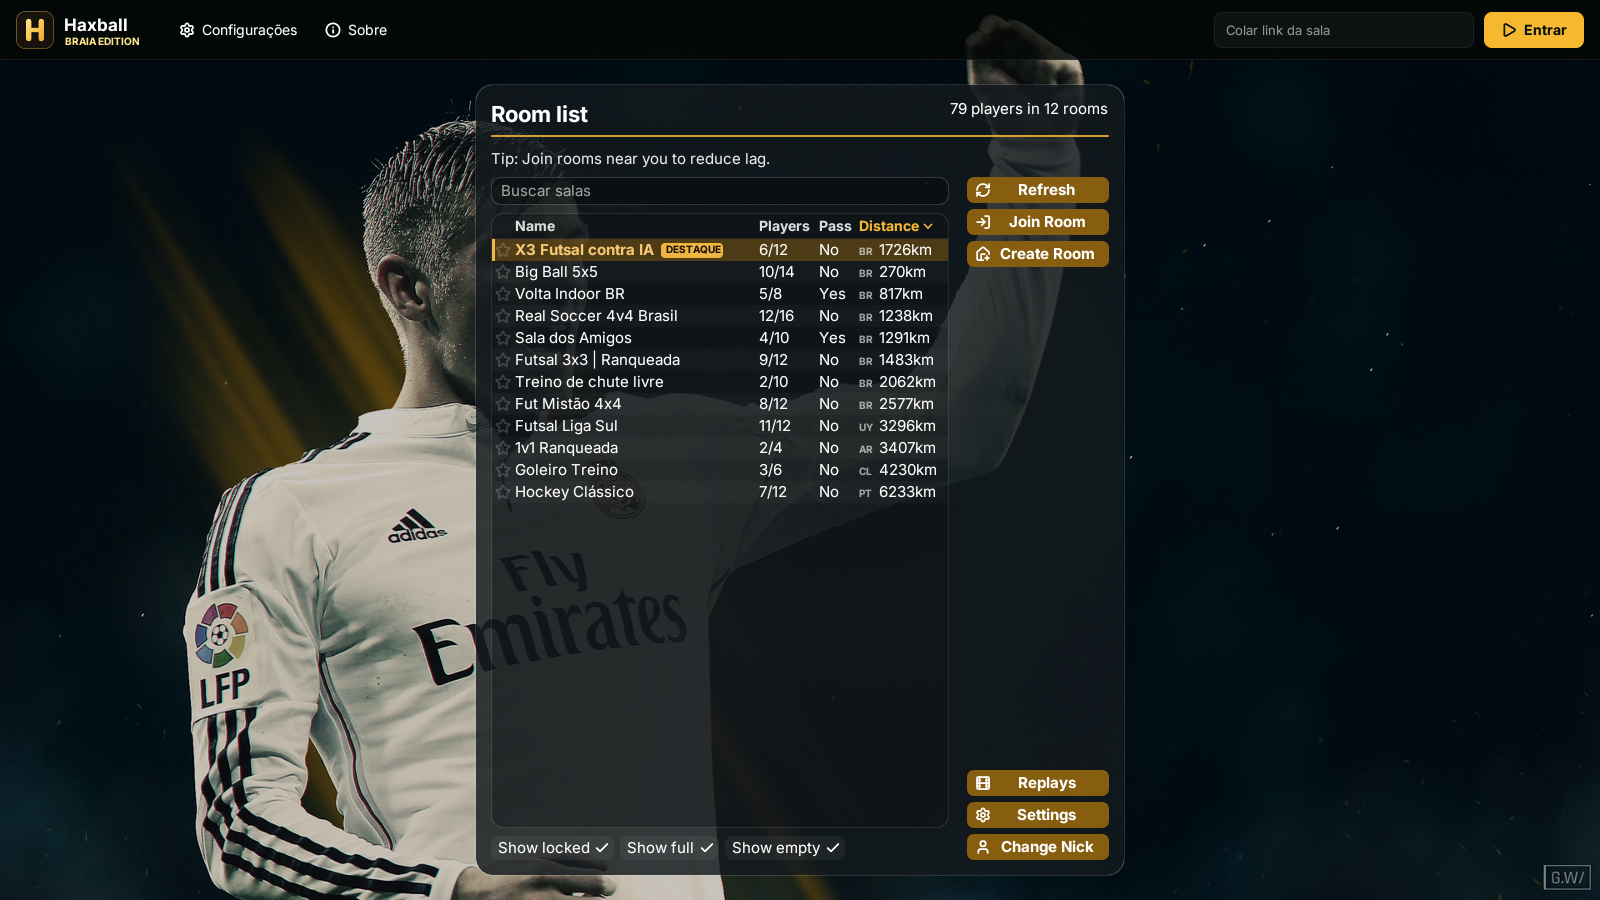 H Haxball
BRAIA EDITION
Configurações
Sobre
Colar link da sala
Entrar
Room list
79 players in 12 rooms
Tip: Join rooms near you to reduce lag.
Buscar salas
Refresh
Join Room
Create Room
Name Players Pass Distance
X3 Futsal contra IA DESTAQUE 6/12 No BR 1726km
Big Ball 5x5 10/14 No BR 270km
Volta Indoor BR 5/8 Yes BR 817km
Real Soccer 4v4 Brasil 12/16 No BR 1238km
Sala dos Amigos 4/10 Yes BR 1291km
Futsal 3x3 | Ranqueada 9/12 No BR 1483km
Treino de chute livre 2/10 No BR 2062km
Fut Mistão 4x4 8/12 No BR 2577km
Futsal Liga Sul 11/12 No UY 3296km
1v1 Ranqueada 2/4 No AR 3407km
Goleiro Treino 3/6 No CL 4230km
Hockey Clássico 7/12 No PT 6233km
adidas
Fly
Emirates
LFP
Replays
Settings
Change Nick
Show locked
Show full
Show empty
G.W/